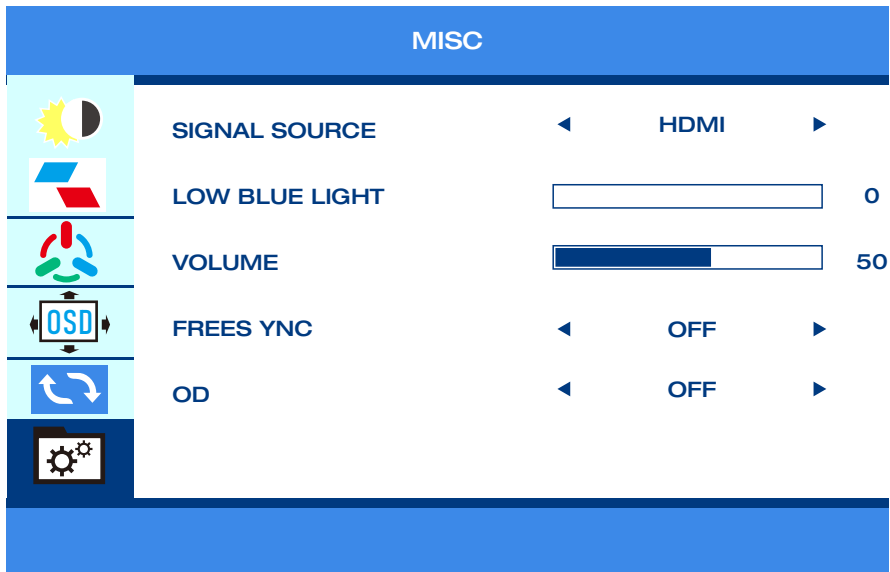 MISC
SIGNAL SOURCE HDMI
LOW BLUE LIGHT 0
VOLUME 50
FREES YNC OFF
OSD
OD OFF